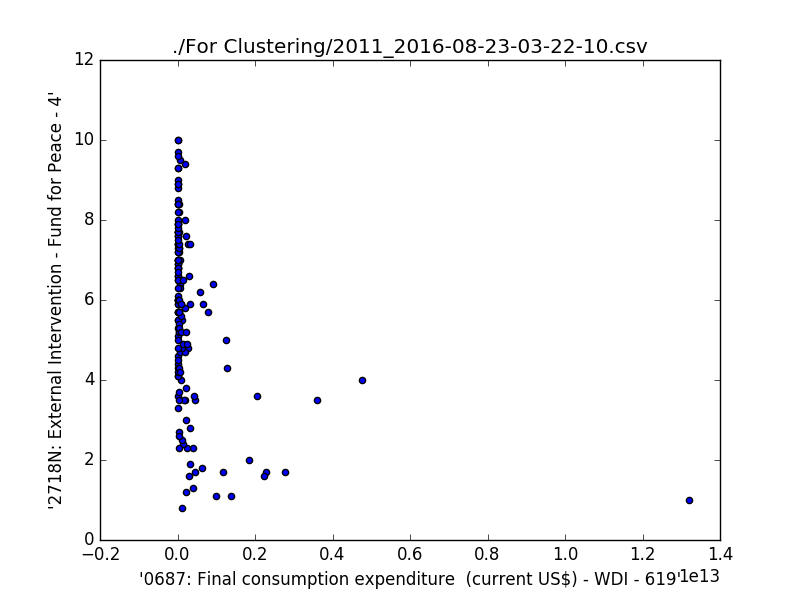 ./For Clustering/2011_2016-08-23-03-22-10.csv
12
10
8
6
4
2
0
'2718N: External Intervention - Fund for Peace - 4'
−0.2 0.0 0.2 0.4 0.6 0.8 1.0 1.2 1.4
1e13
'0687: Final consumption expenditure  (current US$) - WDI - 619'